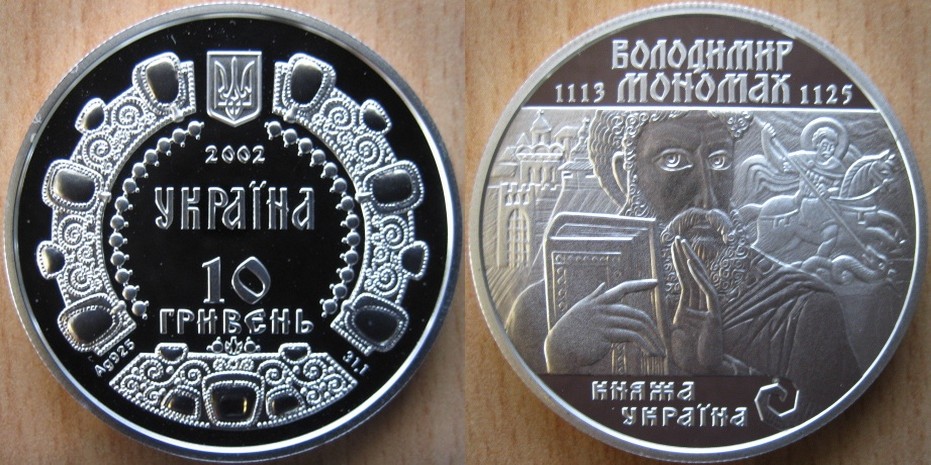 2002
УКРАЇНА
10
ГРИВЕНЬ
Ag925
31,1
ВОЛОДИМИР
1113 МОНОМАХ 1125
КНЯЖА
УКРАЇНА